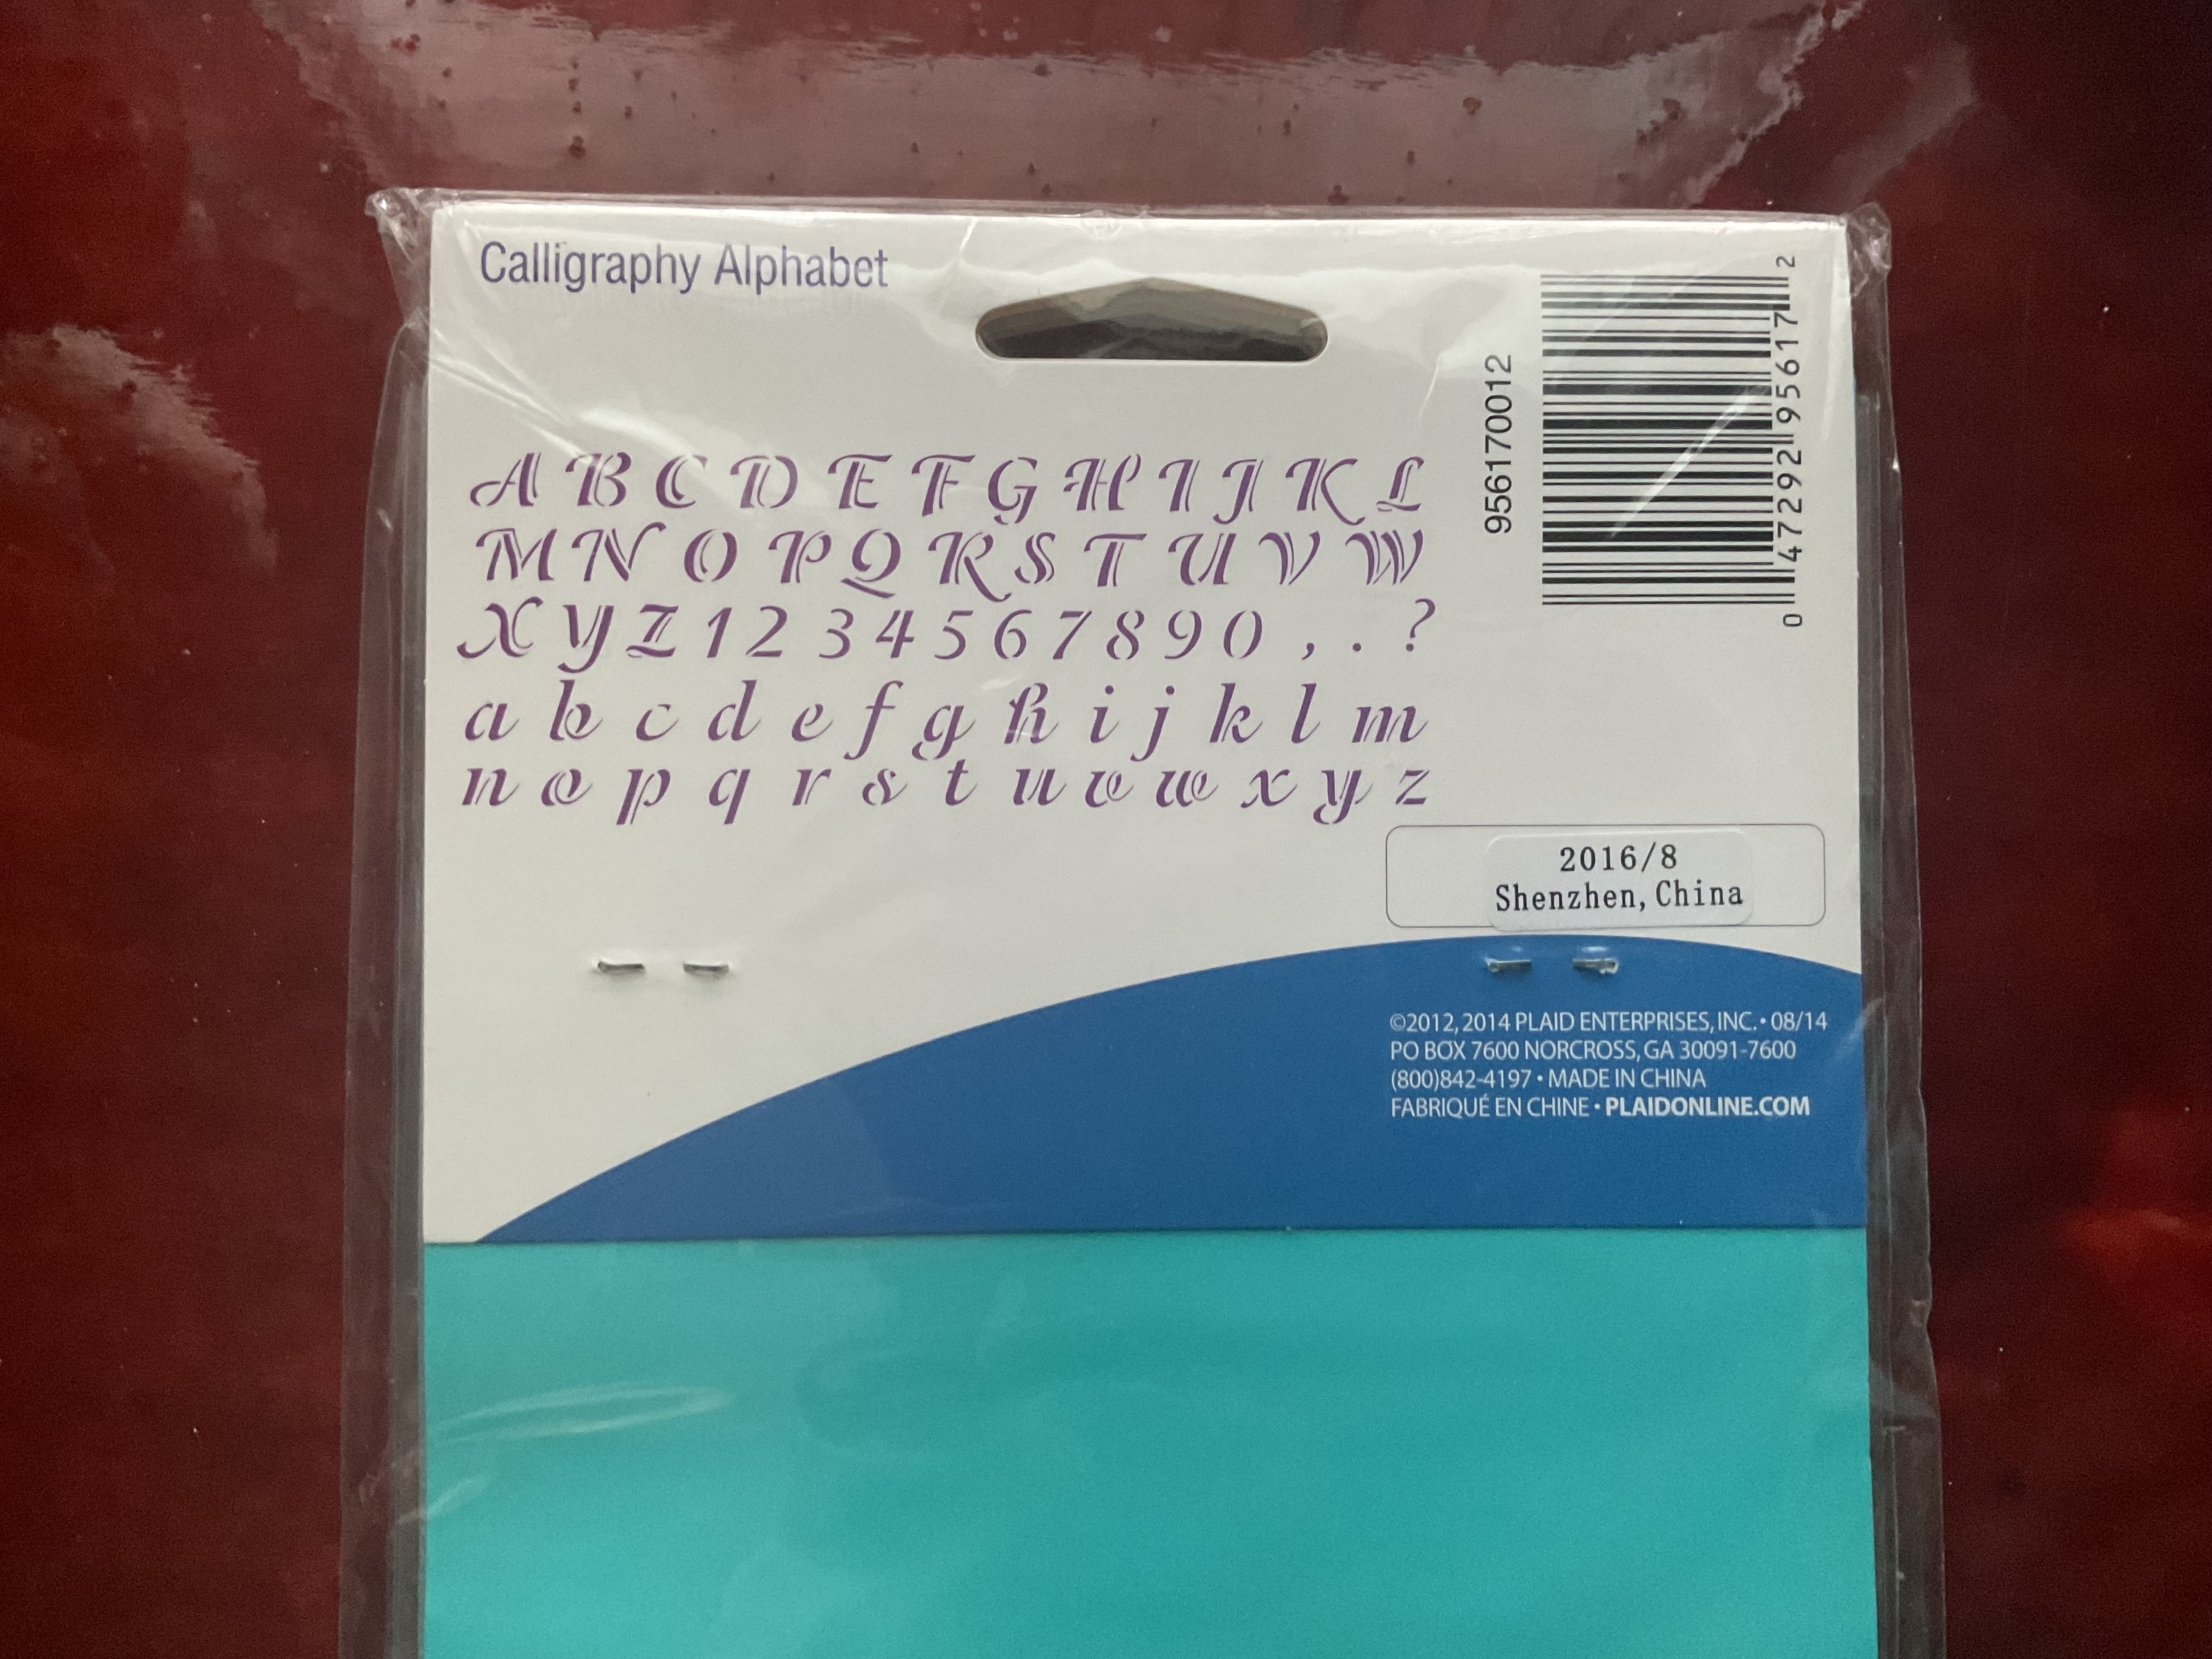 Calligraphy Alphabet
A B C D E F G H I J K L
M N O P Q R S T U V W
X Y Z 1 2 3 4 5 6 7 8 9 0 , . ?
a b c d e f g h i j k l m
n o p q r s t u v w x y z
95617 0012
0 47292 95617 2
2016/8
Shenzhen, China
©2012, 2014 PLAID ENTERPRISES, INC. • 08/14
PO BOX 7600 NORCROSS, GA 30091-7600
(800)842-4197 • MADE IN CHINA
FABRIQUÉ EN CHINE • PLAIDONLINE.COM